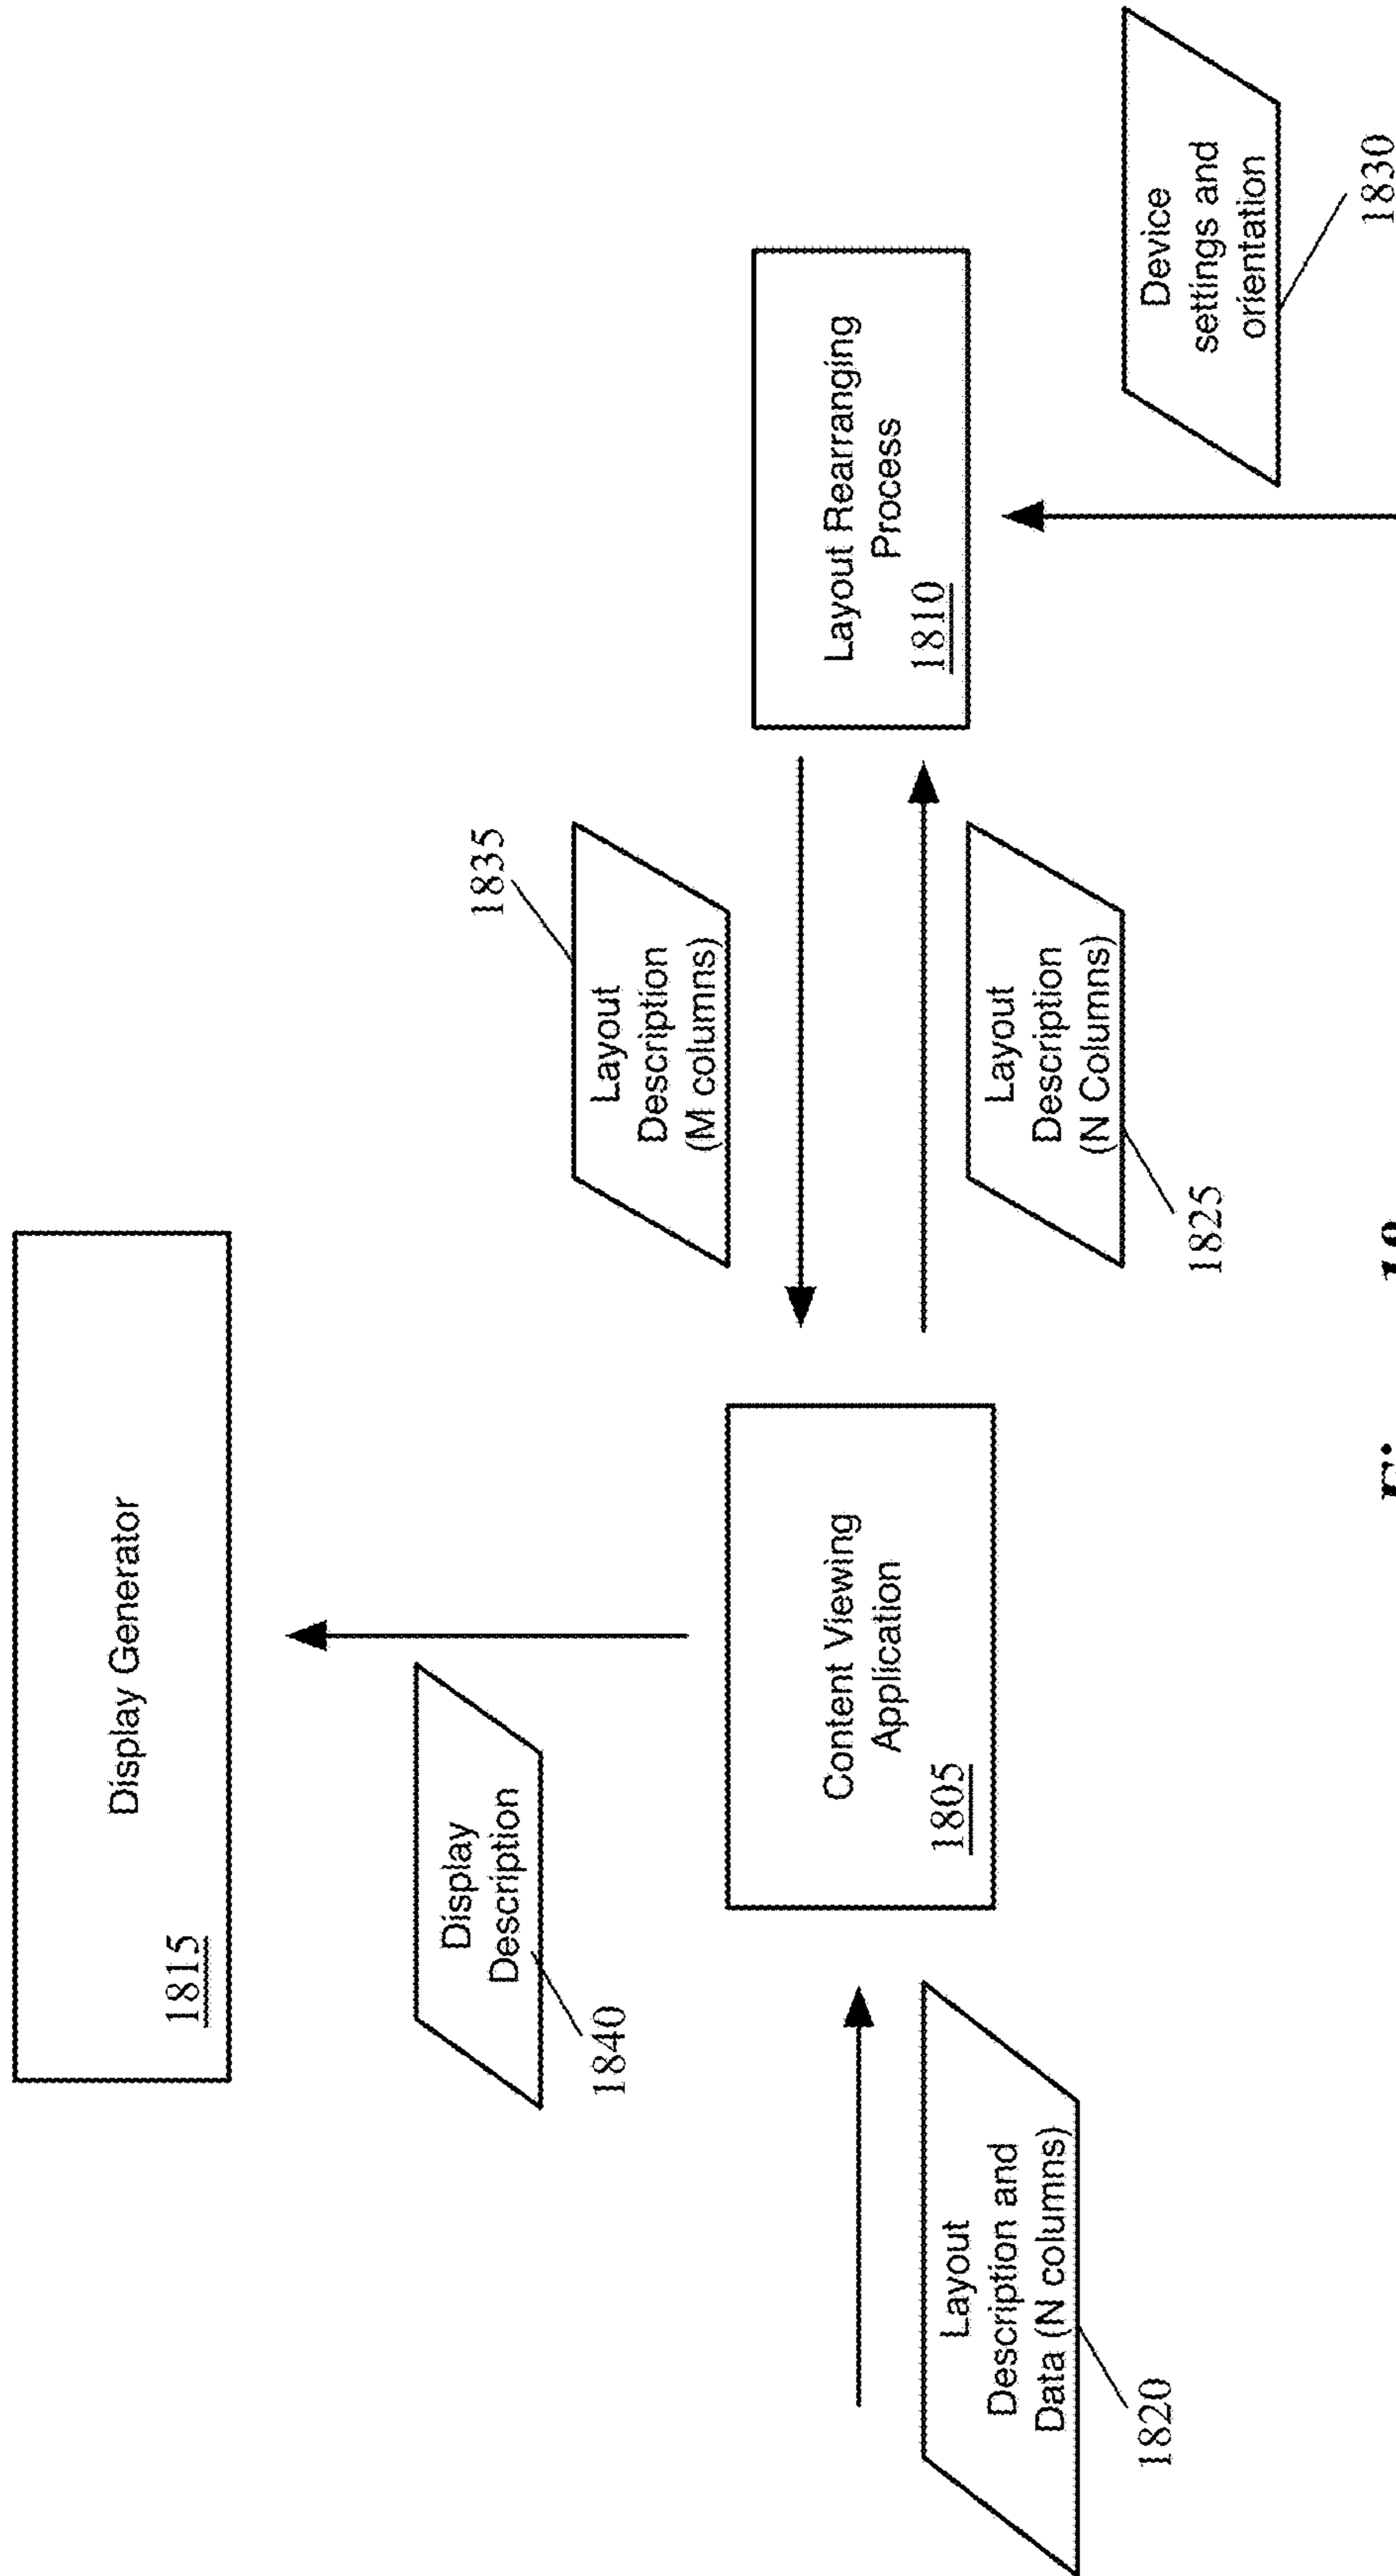 Display Generator
1815
Display
Description
1840
1835
Layout
Description
(M columns)
Content Viewing
Application
1805
Layout Rearranging
Process
1810
Layout
Description and
Data (N columns)
1820
Layout
Description
(N Columns)
1825
Device
settings and
orientation
1830